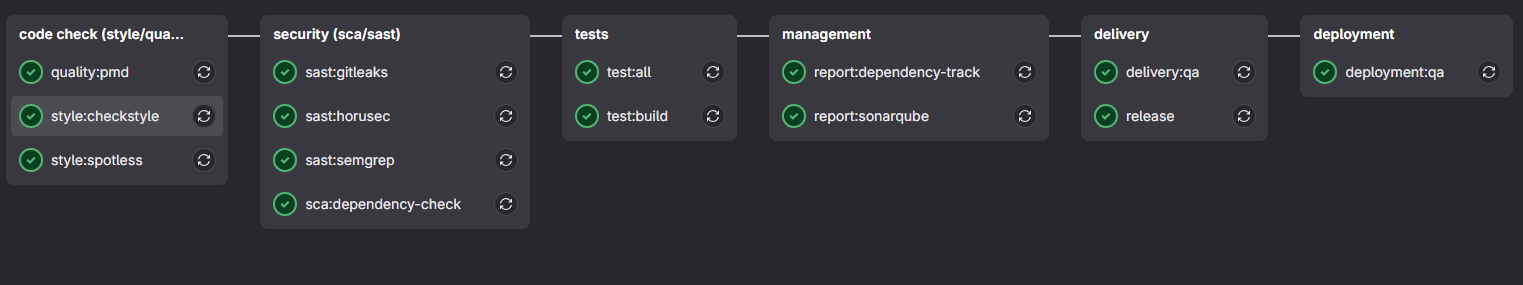 code check (style/qua...
quality:pmd
style:checkstyle
style:spotless
security (sca/sast)
sast:gitleaks
sast:horusec
sast:semgrep
sca:dependency-check
tests
test:all
test:build
management
report:dependency-track
report:sonarqube
delivery
delivery:qa
release
deployment
deployment:qa